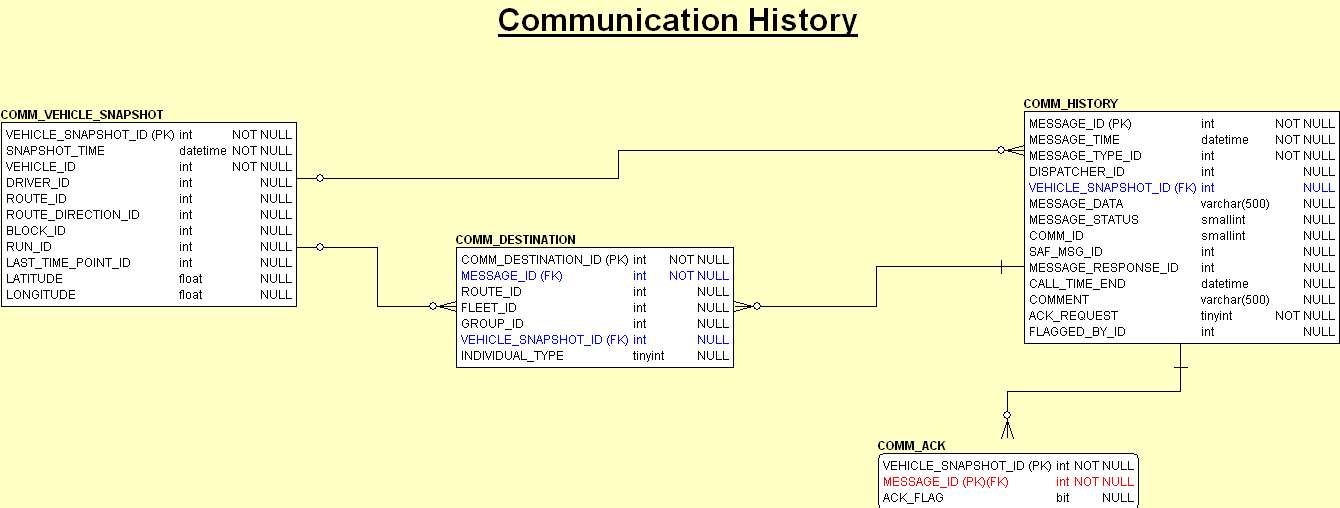 Communication History
COMM_VEHICLE_SNAPSHOT
VEHICLE_SNAPSHOT_ID (PK) int NOT NULL
SNAPSHOT_TIME datetime NOT NULL
VEHICLE_ID int NOT NULL
DRIVER_ID int NULL
ROUTE_ID int NULL
ROUTE_DIRECTION_ID int NULL
BLOCK_ID int NULL
RUN_ID int NULL
LAST_TIME_POINT_ID int NULL
LATITUDE float NULL
LONGITUDE float NULL
COMM_DESTINATION
COMM_DESTINATION_ID (PK) int NOT NULL
MESSAGE_ID (FK) int NOT NULL
ROUTE_ID int NULL
FLEET_ID int NULL
GROUP_ID int NULL
VEHICLE_SNAPSHOT_ID (FK) int NULL
INDIVIDUAL_TYPE tinyint NULL
COMM_HISTORY
MESSAGE_ID (PK) int NOT NULL
MESSAGE_TIME datetime NOT NULL
MESSAGE_TYPE_ID int NOT NULL
DISPATCHER_ID int NULL
VEHICLE_SNAPSHOT_ID (FK) int NULL
MESSAGE_DATA varchar(500) NULL
MESSAGE_STATUS smallint NULL
COMM_ID smallint NULL
SAF_MSG_ID int NULL
MESSAGE_RESPONSE_ID int NULL
CALL_TIME_END datetime NULL
COMMENT varchar(500) NULL
ACK_REQUEST tinyint NOT NULL
FLAGGED_BY_ID int NULL
COMM_ACK
VEHICLE_SNAPSHOT_ID (PK) int NOT NULL
MESSAGE_ID (PK)(FK) int NOT NULL
ACK_FLAG bit NULL